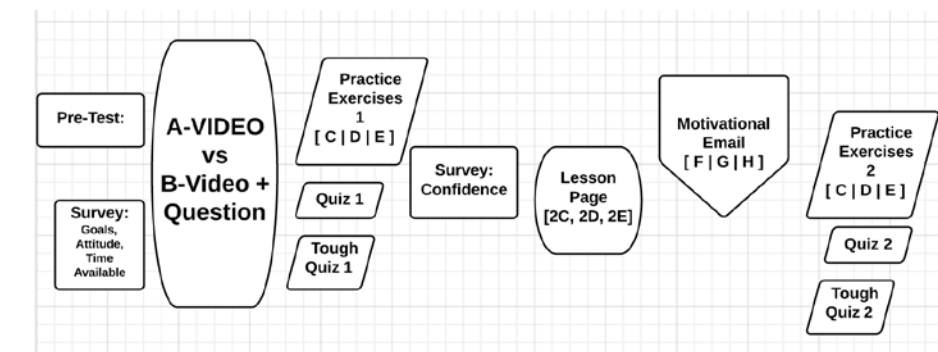 Pre-Test:
Survey:
Goals,
Attitude,
Time
Available
A-VIDEO
vs
B-Video +
Question
Practice
Exercises
1
[ C | D | E ]
Quiz 1
Tough
Quiz 1
Survey:
Confidence
Lesson
Page
[2C, 2D, 2E]
Motivational
Email
[ F | G | H ]
Practice
Exercises
2
[ C | D | E ]
Quiz 2
Tough
Quiz 2